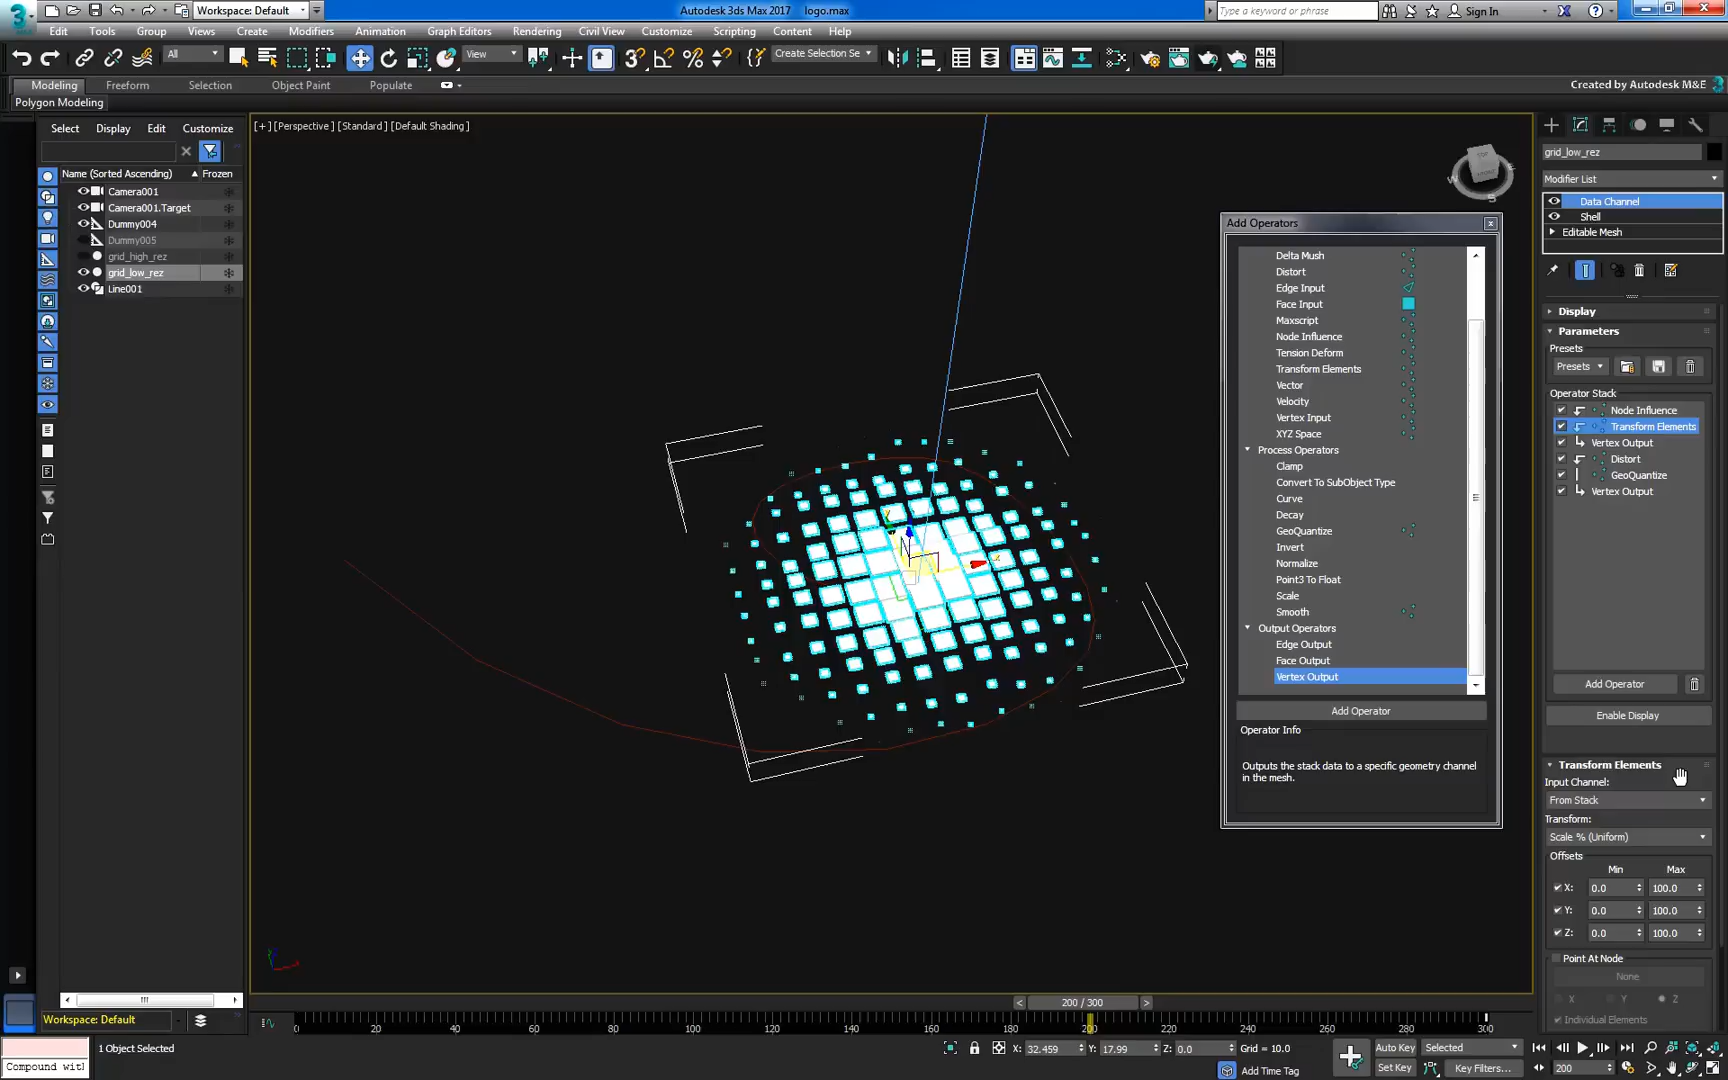 Workspace: Default
Autodesk 3ds Max 2017 logo.max
Type a keyword or phrase
Sign In
Edit Tools Group Views Create Modifiers Animation Graph Editors Rendering Civil View Customize Scripting Content Help
All
View
Create Selection Se
Modeling Freeform Selection Object Paint Populate
Created by Autodesk M&E
Polygon Modeling
Select Display Edit Customize
[+] [Perspective] [Standard] [Default Shading]
Name (Sorted Ascending) Frozen
Camera001
Camera001.Target
Dummy004
Dummy005
grid_high_rez
grid_low_rez
Line001
Add Operators
Delta Mush
Distort
Edge Input
Face Input
Maxscript
Node Influence
Tension Deform
Transform Elements
Vector
Velocity
Vertex Input
XYZ Space
Process Operators
Clamp
Convert To SubObject Type
Curve
Decay
GeoQuantize
Invert
Normalize
Point3 To Float
Scale
Smooth
Output Operators
Edge Output
Face Output
Vertex Output
Add Operator
Operator Info
Outputs the stack data to a specific geometry channel
in the mesh.
grid_low_rez
Modifier List
Data Channel
Shell
Editable Mesh
Display
Parameters
Presets
Presets
Operator Stack
Node Influence
Transform Elements
Vertex Output
Distort
GeoQuantize
Vertex Output
Add Operator
Enable Display
Transform Elements
Input Channel:
From Stack
Transform:
Scale % (Uniform)
Offsets
Min Max
X: 0.0 100.0
Y: 0.0 100.0
Z: 0.0 100.0
Point At Node
None
X Y Z
Individual Elements
200 / 300
Workspace: Default
0 20 40 60 80 100 120 140 160 180 200 220 240 260 280 300
1 Object Selected
X: 32.459 Y: 17.99 Z: 0.0 Grid = 10.0
Auto Key Selected
Compound witl
Add Time Tag
Set Key Key Filters...
200